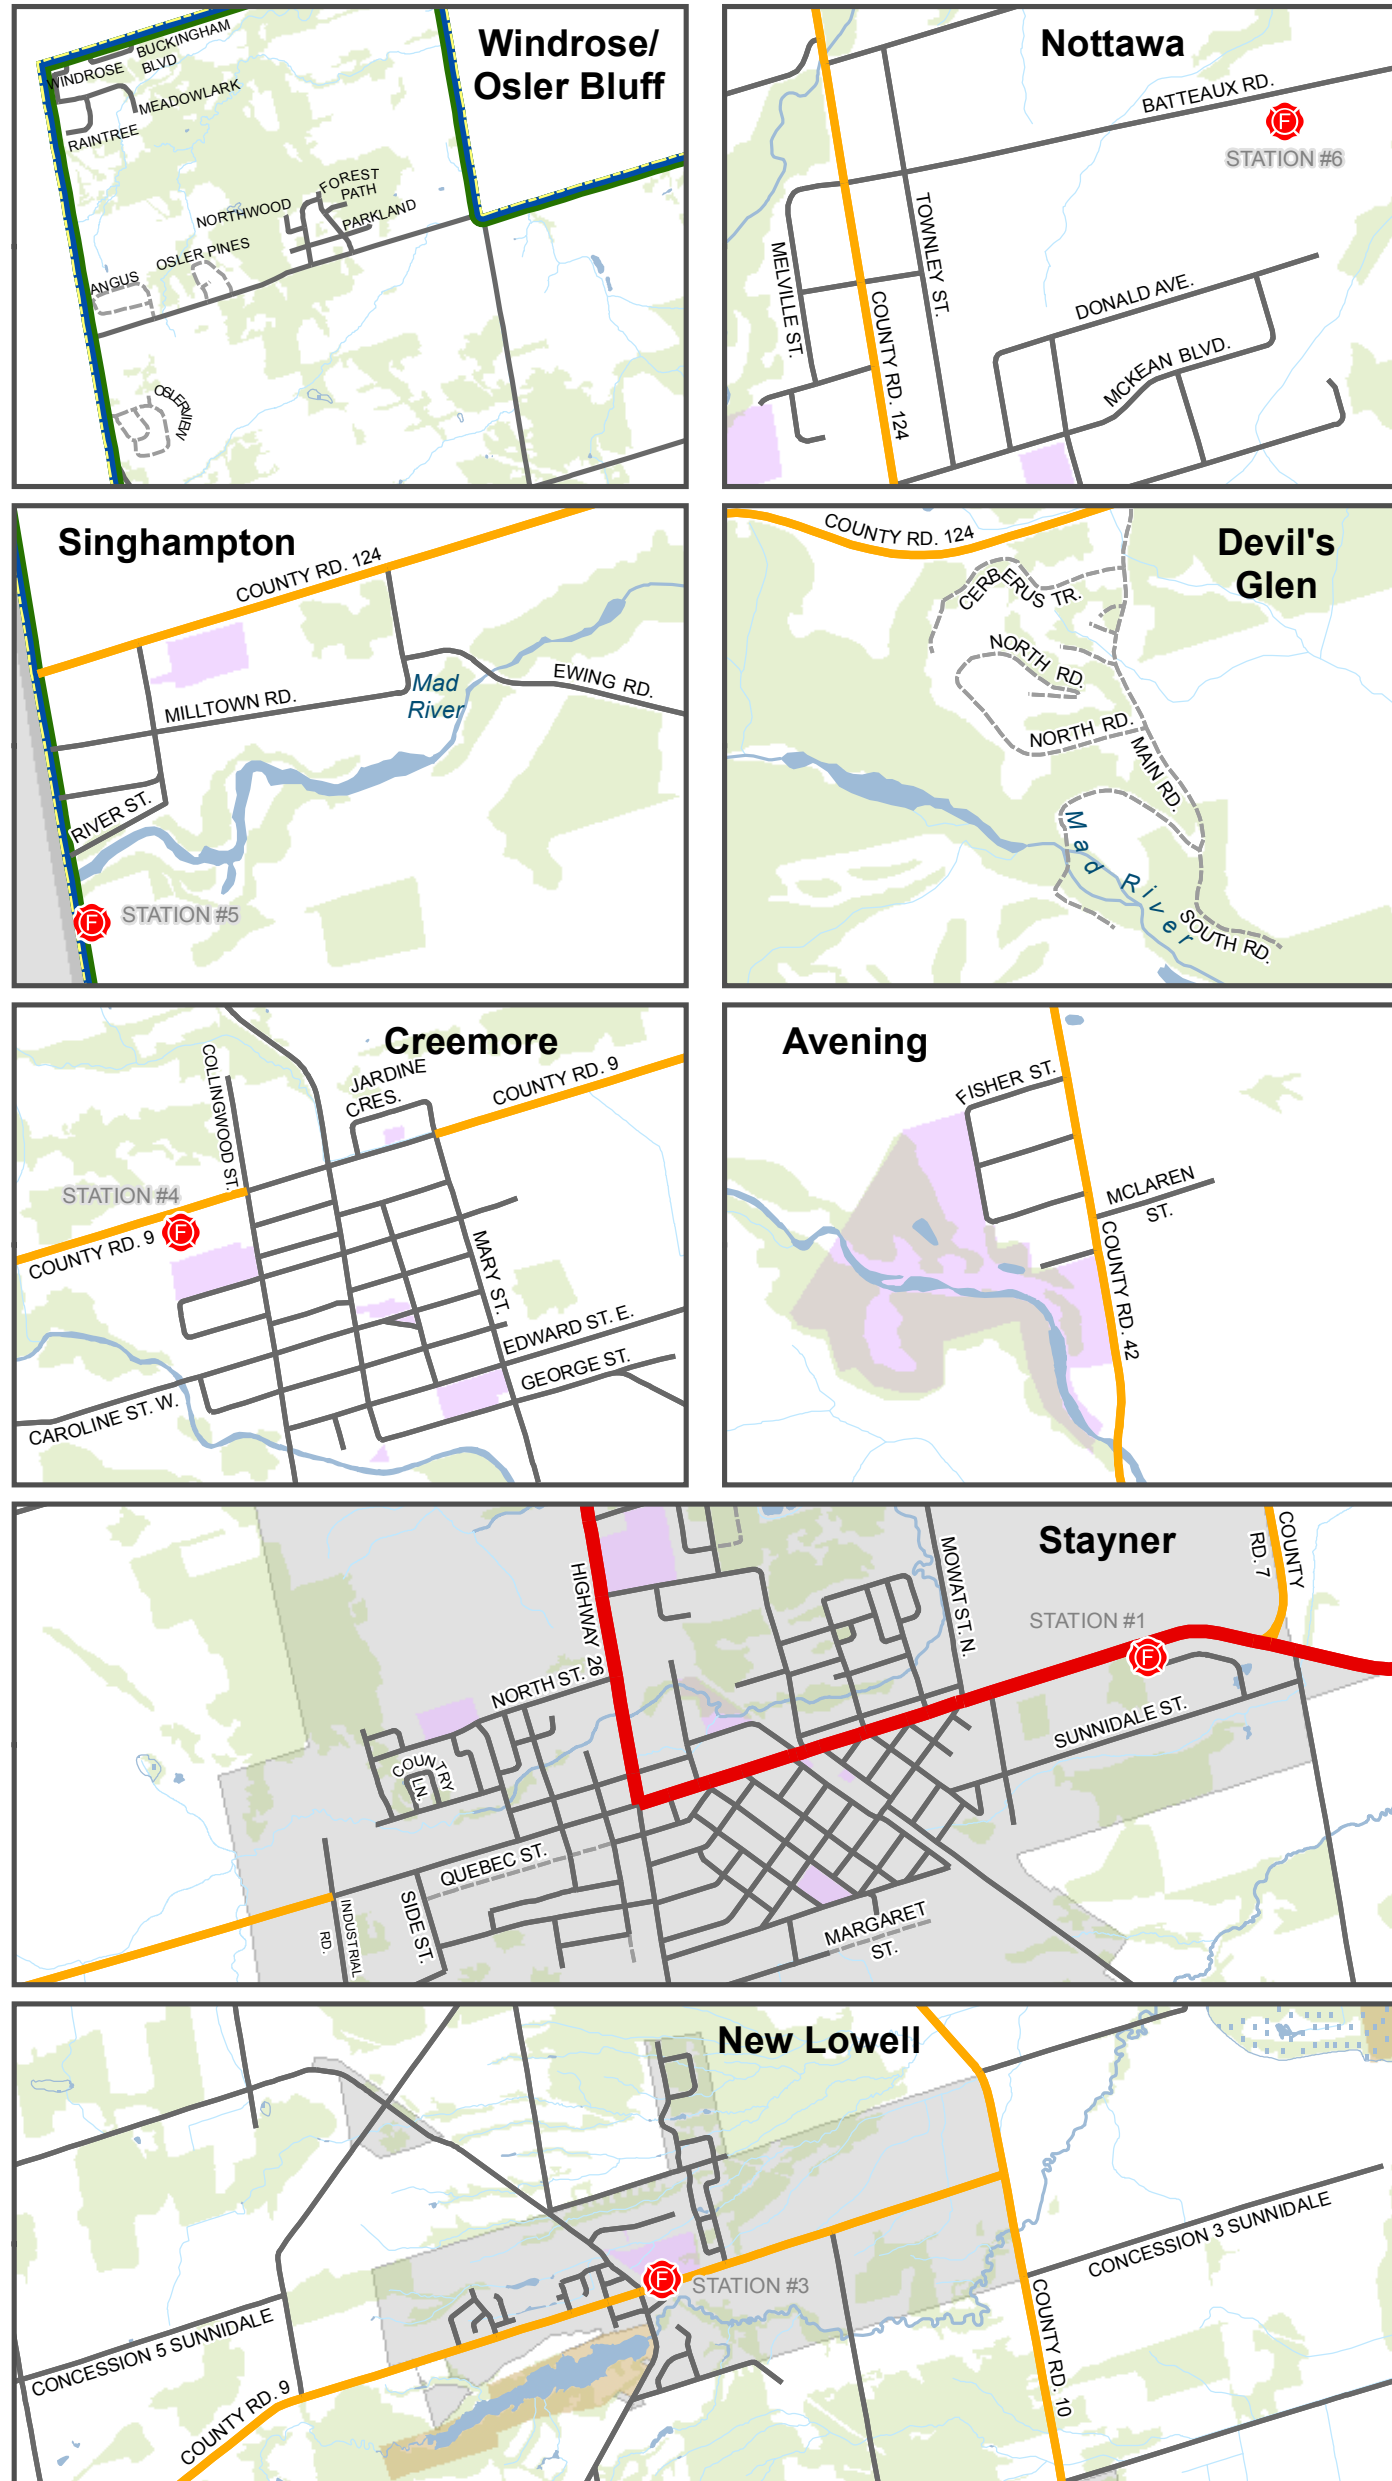 Windrose/
Osler Bluff
BUCKINGHAM
BLVD
WINDROSE
MEADOWLARK
RAINTREE
FOREST
PATH
NORTHWOOD
PARKLAND
OSLER PINES
ANGUS
OSLERVIEW
Nottawa
BATTEAUX RD.
F
STATION #6
TOWNLEY ST.
MELVILLE ST.
COUNTY RD. 124
DONALD AVE.
MCKEAN BLVD.
Singhampton
COUNTY RD. 124
MILLTOWN RD.
Mad
River
EWING RD.
RIVER ST.
F
STATION #5
Devil's
Glen
COUNTY RD. 124
CERBERUS TR.
NORTH RD.
NORTH RD.
MAIN RD.
Mad River
SOUTH RD.
Creemore
COLLINGWOOD ST.
JARDINE
CRES.
COUNTY RD. 9
STATION #4
F
COUNTY RD. 9
MARY ST.
EDWARD ST. E.
GEORGE ST.
CAROLINE ST. W.
Avening
FISHER ST.
MCLAREN
ST.
COUNTY RD. 42
Stayner
HIGHWAY 26
MOWAT ST. N.
COUNTY
RD. 7
STATION #1
F
NORTH ST.
SUNNIDALE ST.
COUNTRY
LN.
QUEBEC ST.
SIDE ST.
INDUSTRIAL
RD.
MARGARET
ST.
New Lowell
F
STATION #3
CONCESSION 3 SUNNIDALE
CONCESSION 5 SUNNIDALE
COUNTY RD. 9
COUNTY RD. 10